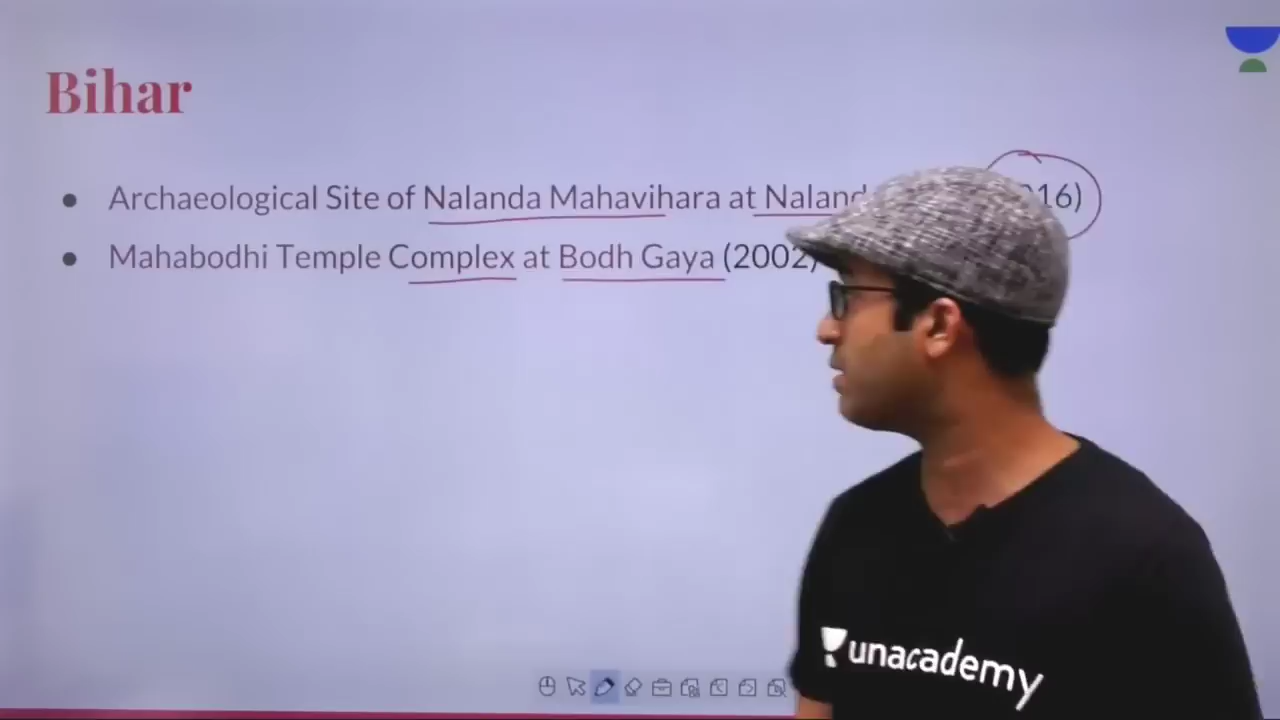 Bihar
• Archaeological Site of Nalanda Mahavihara at 16)
• Mahabodhi Temple Complex at Bodh Gaya (2002)
unacademy